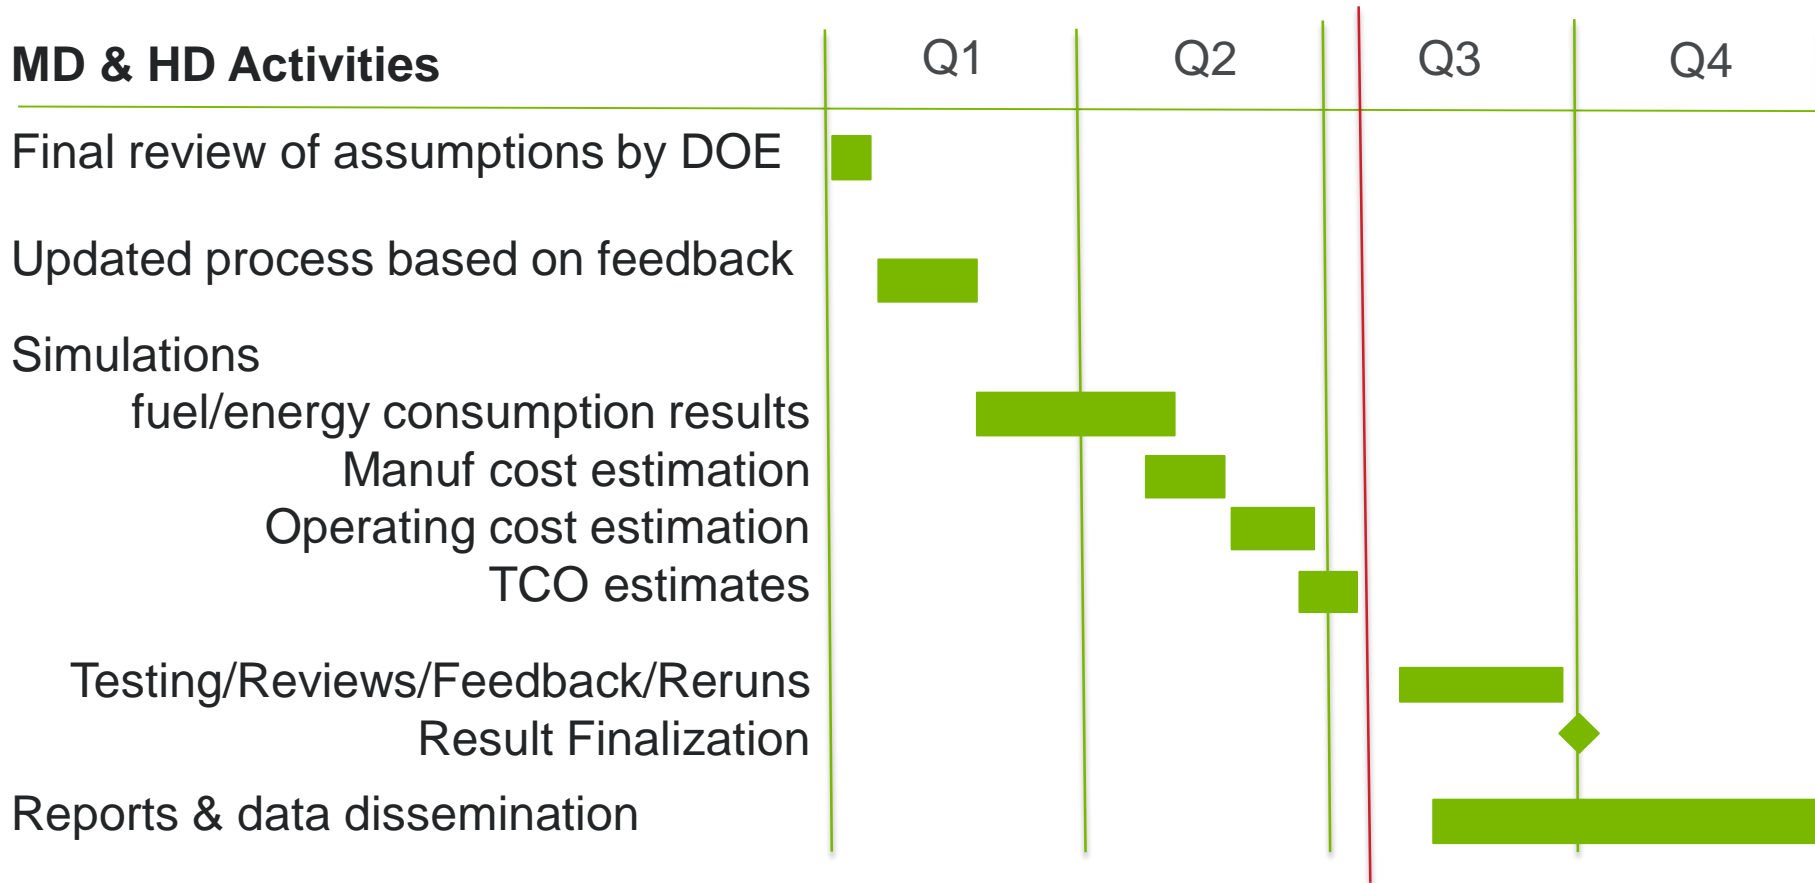 MD & HD Activities
Q1
Q2
Q3
Q4
Final review of assumptions by DOE
Updated process based on feedback
Simulations
fuel/energy consumption results
Manuf cost estimation
Operating cost estimation
TCO estimates
Testing/Reviews/Feedback/Reruns
Result Finalization
Reports & data dissemination